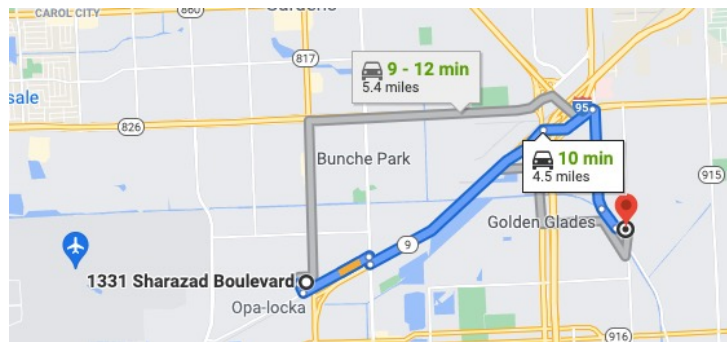 CAROL CITY
860
Gardens
817
sale
9 - 12 min
5.4 miles
95
826
Bunche Park
10 min
4.5 miles
915
Golden Glades
9
1331 Sharazad Boulevard
Opa-locka
916